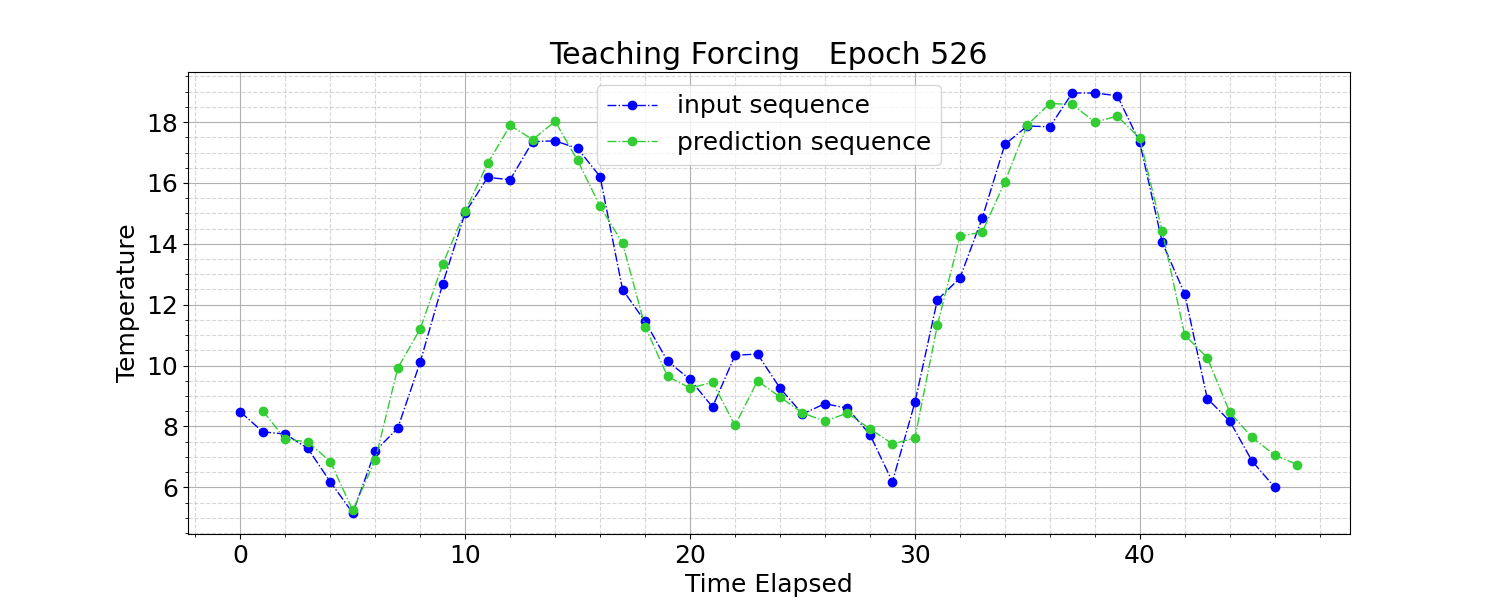 Teaching Forcing   Epoch 526
input sequence
prediction sequence
18
16
14
12
10
8
6
Temperature
0 10 20 30 40
Time Elapsed